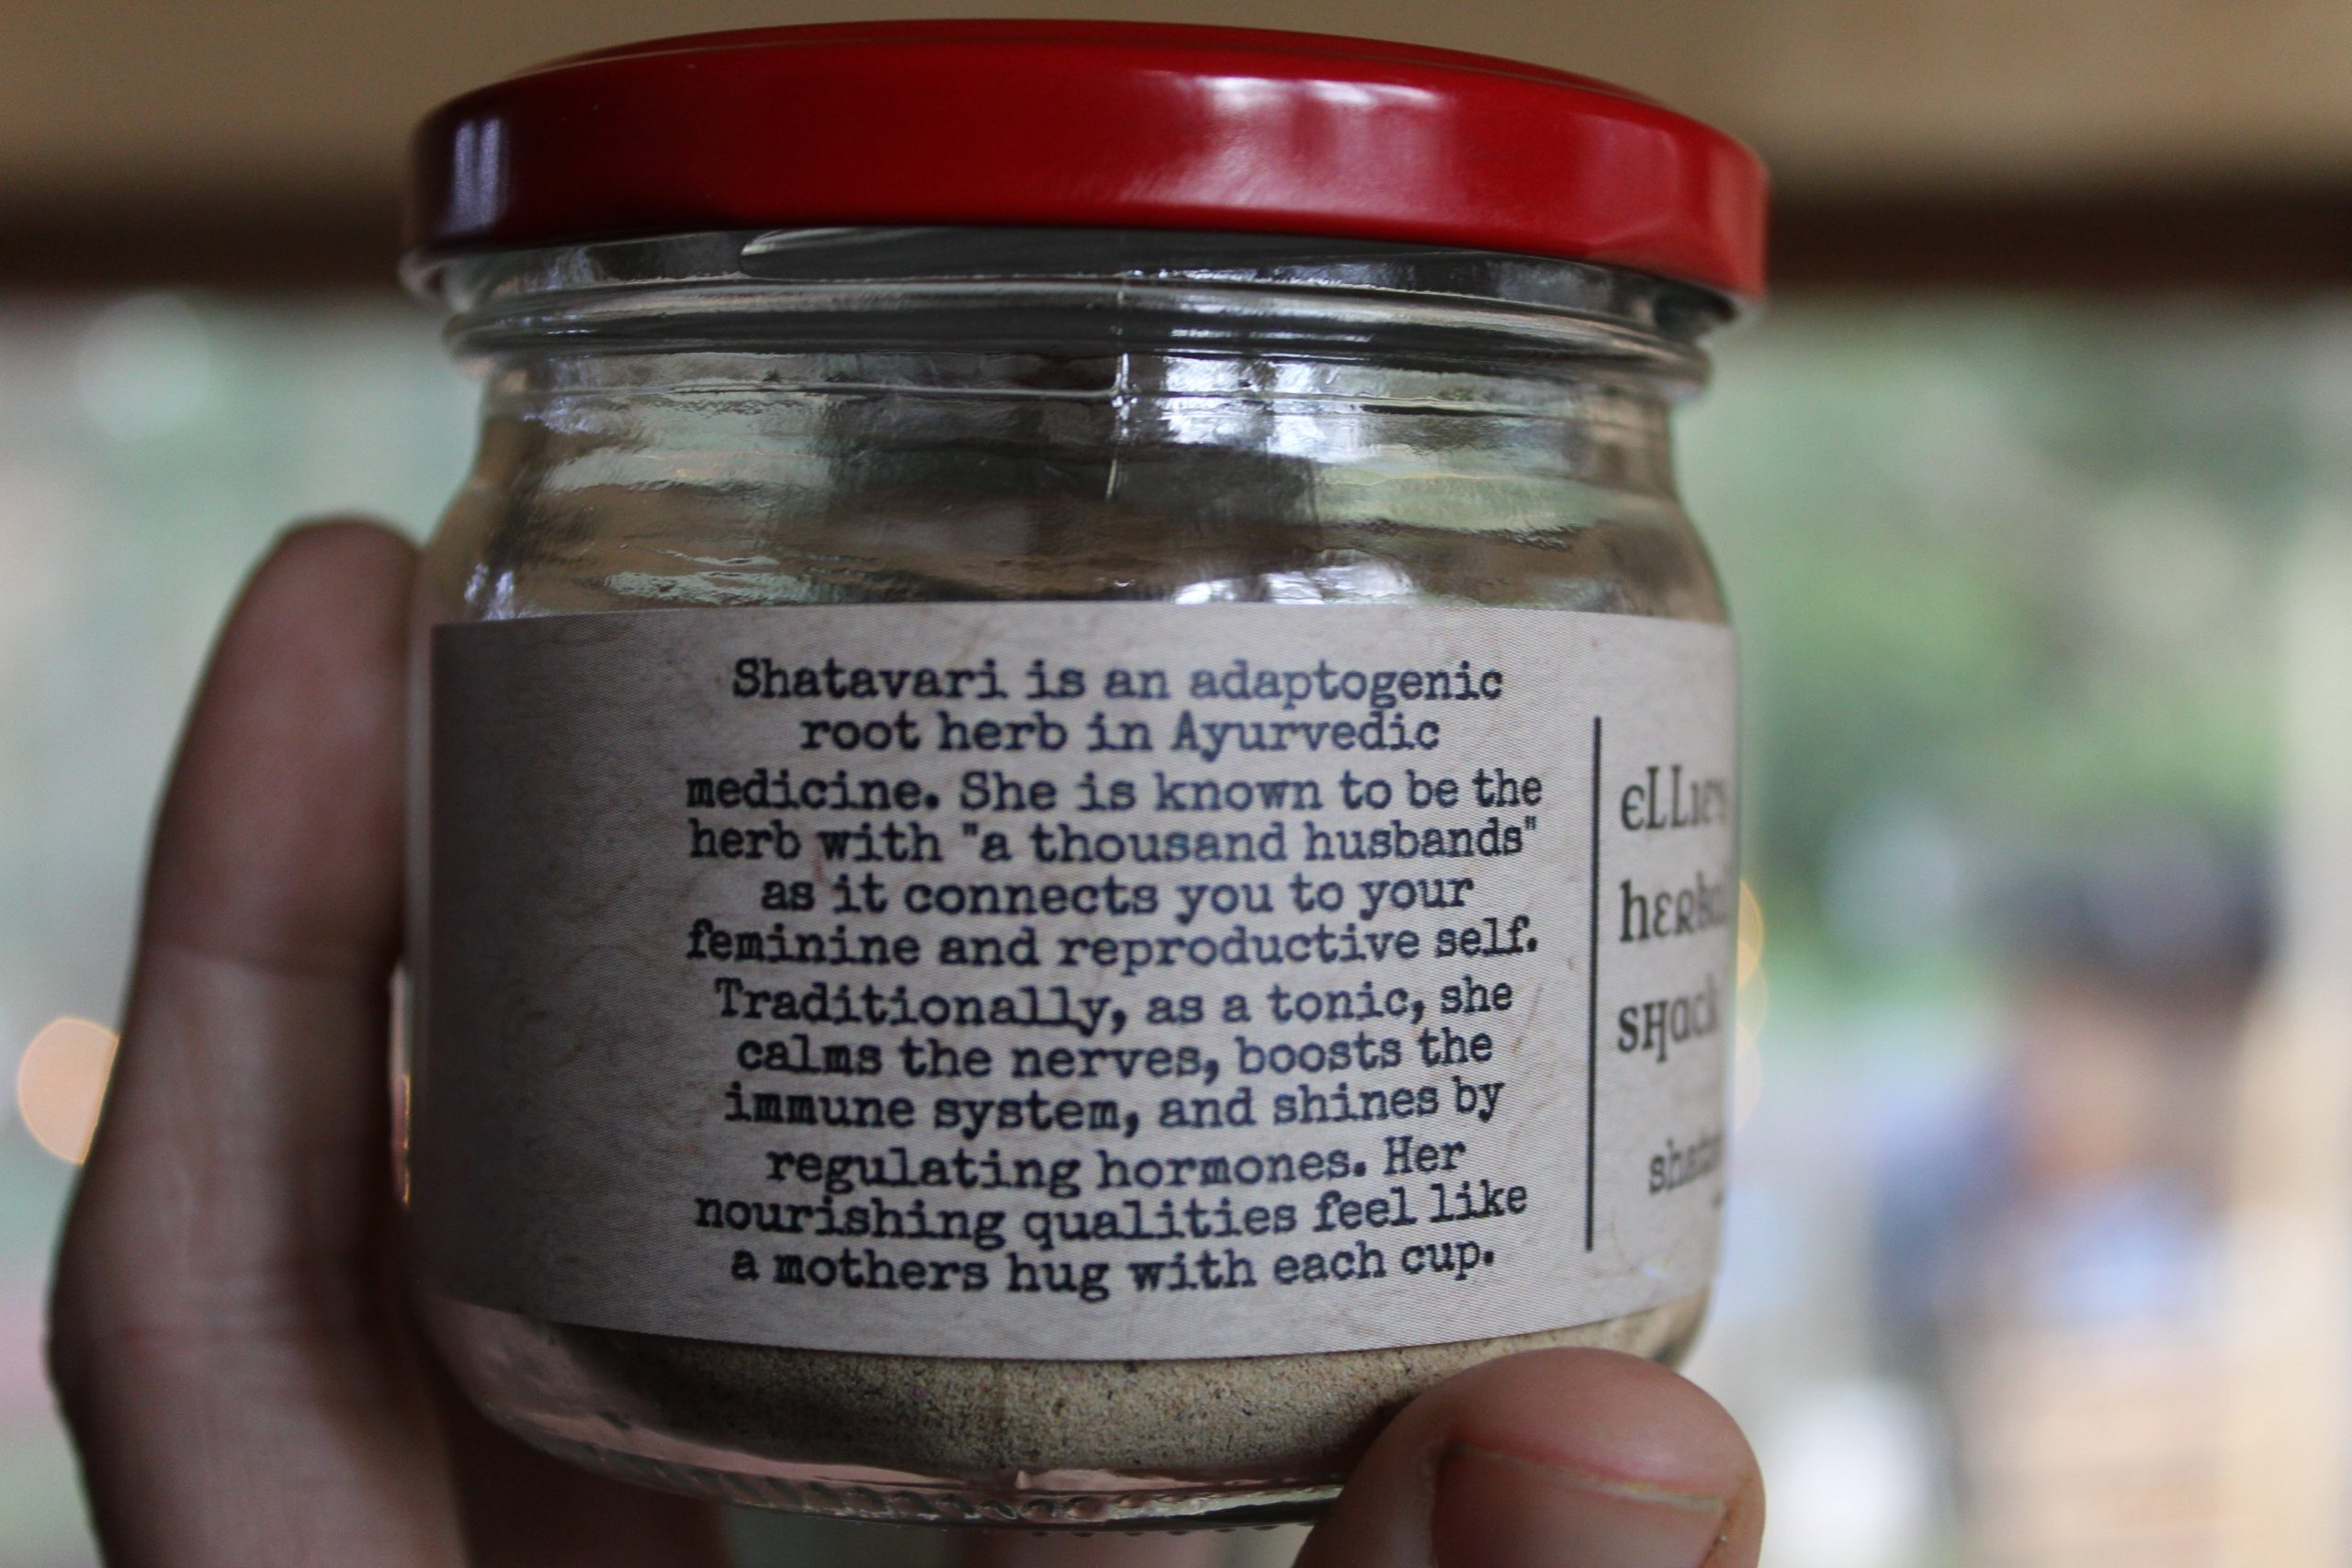 Shatavari is an adaptogenic
root herb in Ayurvedic
medicine. She is known to be the
herb with "a thousand husbands"
as it connects you to your
feminine and reproductive self.
Traditionally, as a tonic, she
calms the nerves, boosts the
immune system, and shines by
regulating hormones. Her
nourishing qualities feel like
a mothers hug with each cup.
eLLie's
herbal
shack